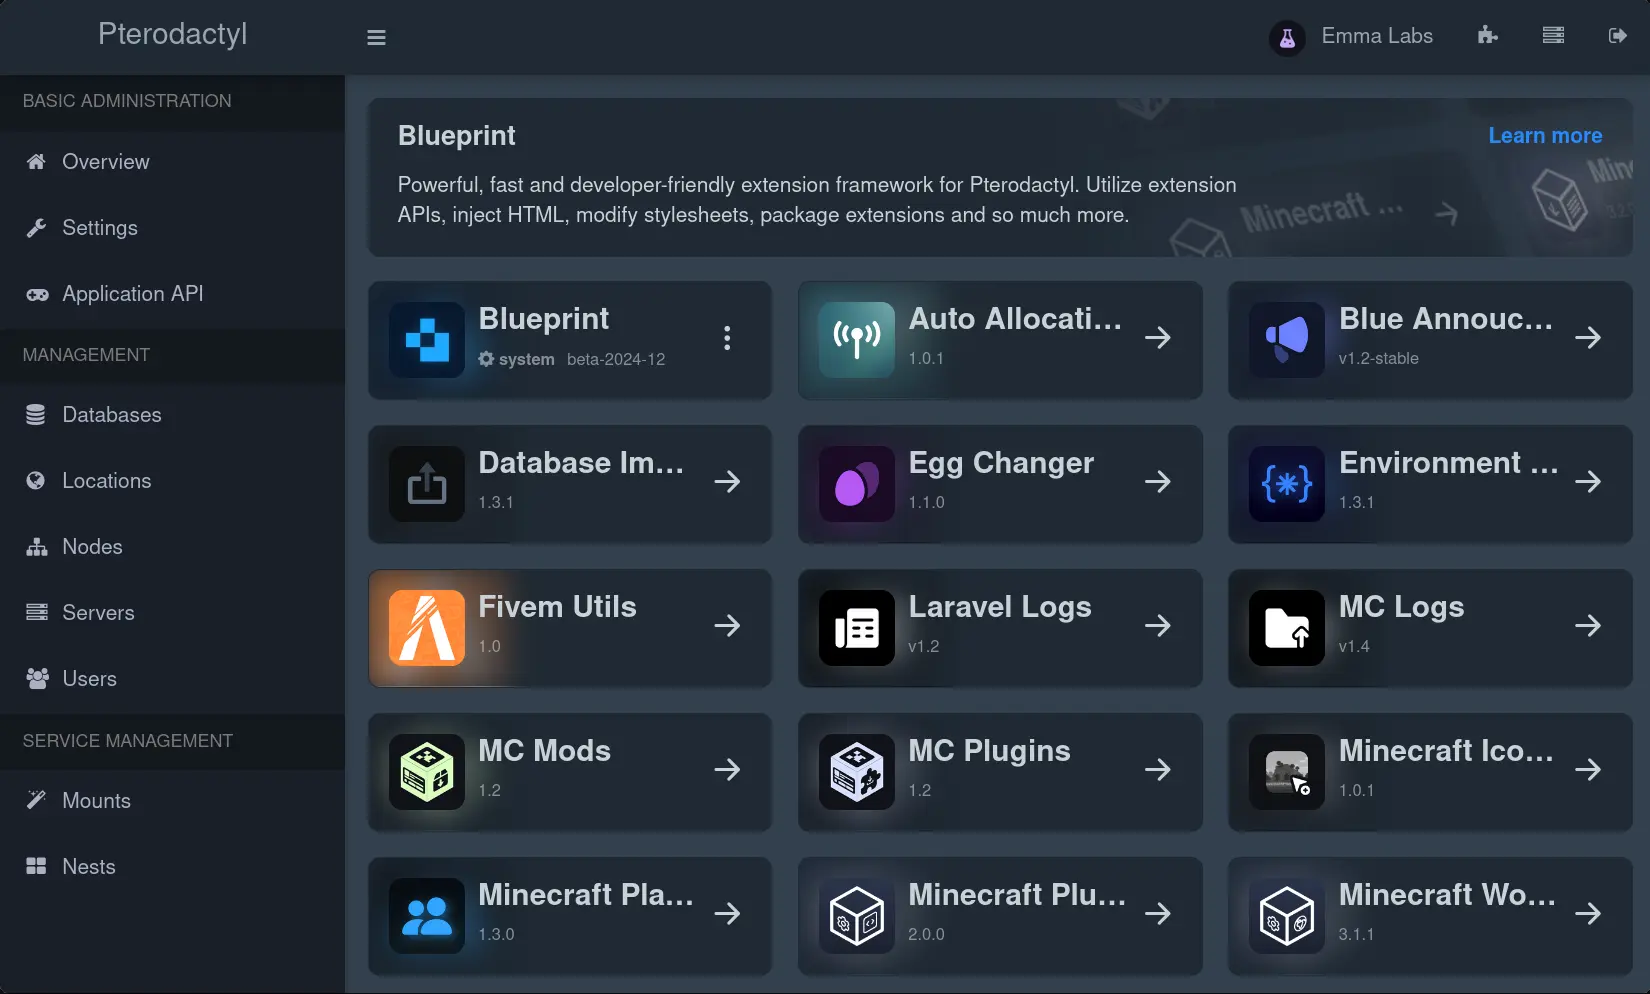 Pterodactyl
Emma Labs
BASIC ADMINISTRATION
Overview
Settings
Application API
MANAGEMENT
Databases
Locations
Nodes
Servers
Users
SERVICE MANAGEMENT
Mounts
Nests
Blueprint
Learn more
Powerful, fast and developer-friendly extension framework for Pterodactyl. Utilize extension
APIs, inject HTML, modify stylesheets, package extensions and so much more.
Minecraft ...
Blueprint
system beta-2024-12
Auto Allocati...
1.0.1
Blue Annouc...
v1.2-stable
Database Im...
1.3.1
Egg Changer
1.1.0
Environment ...
1.3.1
Fivem Utils
1.0
Laravel Logs
v1.2
MC Logs
v1.4
MC Mods
1.2
MC Plugins
1.2
Minecraft Ico...
1.0.1
Minecraft Pla...
1.3.0
Minecraft Plu...
2.0.0
Minecraft Wo...
3.1.1